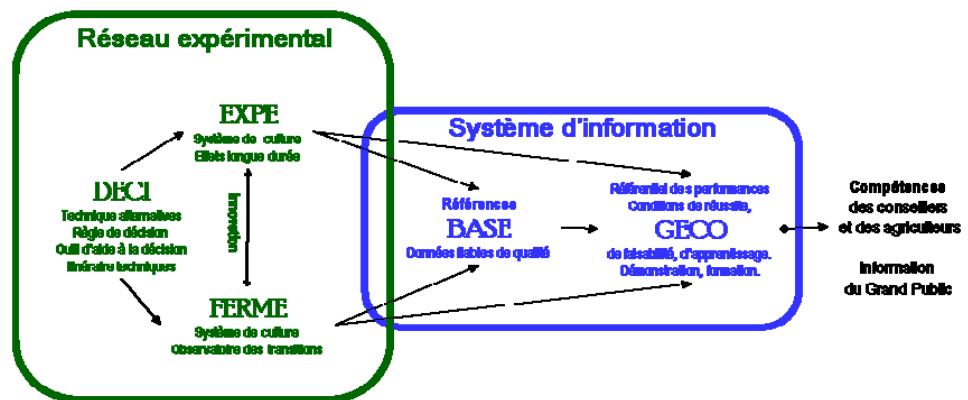 Réseau expérimental
EXPE
Système de culture
Effets longue durée
DECI
Technique alternatives
Règle de décision
Outil d'aide à la décision
Itinéraire techniques
Innovation
FERME
Système de culture
Observatoire des transitions
Système d'information
Références
BASE
Données fiables de qualité
Référentiel des performances
Conditions de réussite,
GECO
de faisabilité, d'apprentissage.
Démonstration, formation.
Compétences
des conseillers
et des agriculteurs
Information
du Grand Public